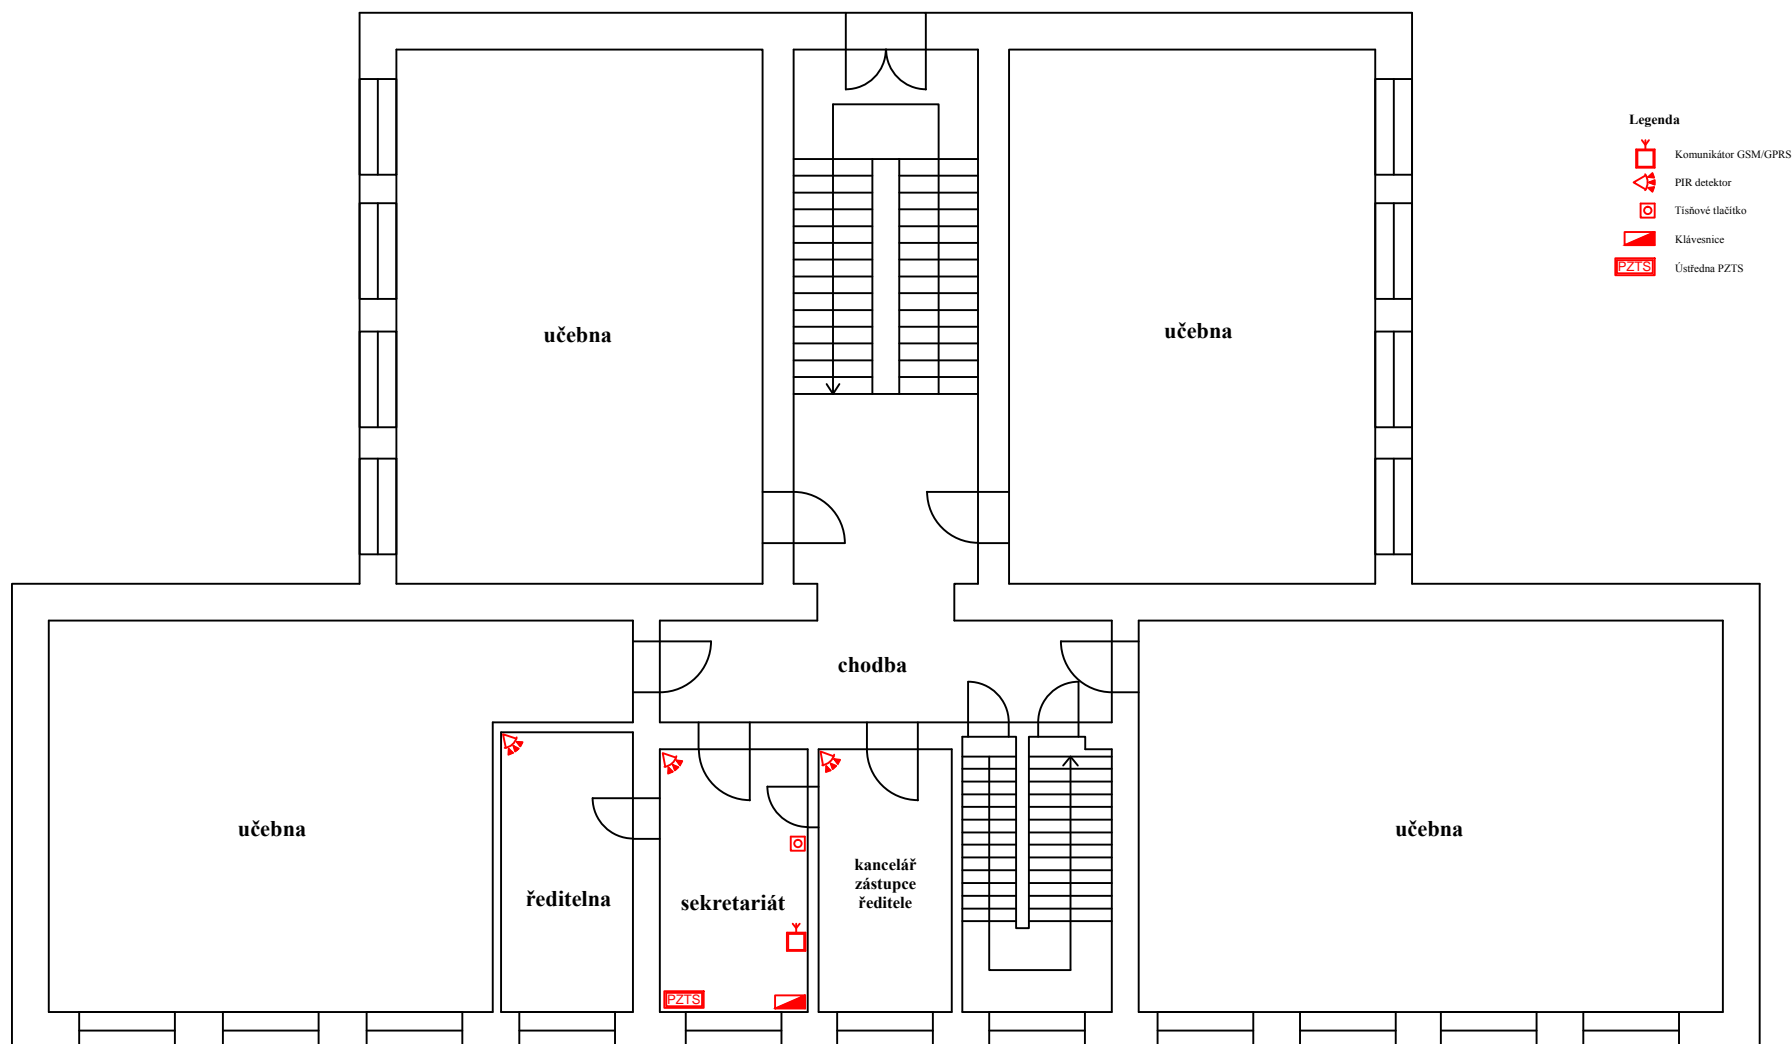 Legenda
Komunikátor GSM/GPRS
PIR detektor
Tísňové tlačítko
Klávesnice
PZTS
Ústředna PZTS
učebna
učebna
chodba
učebna
učebna
ředitelna
sekretariát
kancelář
zástupce
ředitele
PZTS